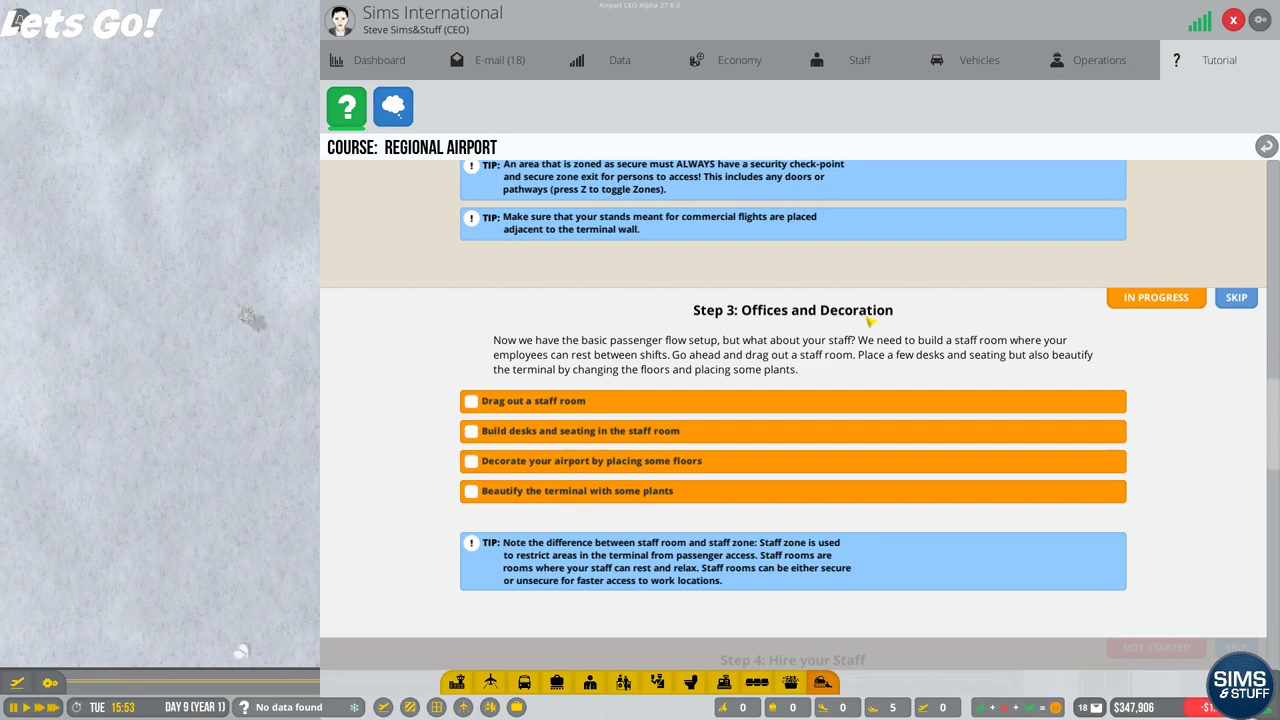 Lets Go!
Airport CEO Alpha 27.8-3
Sims International
Steve Sims&Stuff (CEO)
X
Dashboard
E-mail (18)
Data
Economy
Staff
Vehicles
Operations
? Tutorial
?
COURSE: REGIONAL AIRPORT
! TIP: An area that is zoned as secure must ALWAYS have a security check-point
and secure zone exit for persons to access! This includes any doors or
pathways (press Z to toggle Zones).
! TIP: Make sure that your stands meant for commercial flights are placed
adjacent to the terminal wall.
IN PROGRESS
SKIP
Step 3: Offices and Decoration
Now we have the basic passenger flow setup, but what about your staff? We need to build a staff room where your
employees can rest between shifts. Go ahead and drag out a staff room. Place a few desks and seating but also beautify
the terminal by changing the floors and placing some plants.
Drag out a staff room
Build desks and seating in the staff room
Decorate your airport by placing some floors
Beautify the terminal with some plants
! TIP: Note the difference between staff room and staff zone: Staff zone is used
to restrict areas in the terminal from passenger access. Staff rooms are
rooms where your staff can rest and relax. Staff rooms can be either secure
or unsecure for faster access to work locations.
NOT STARTED
Step 4: Hire your Staff
SIMS
& STUFF
TUE 15:53
DAY 9 (YEAR 1)
? No data found
0
0
0
5
0
18
$347,906